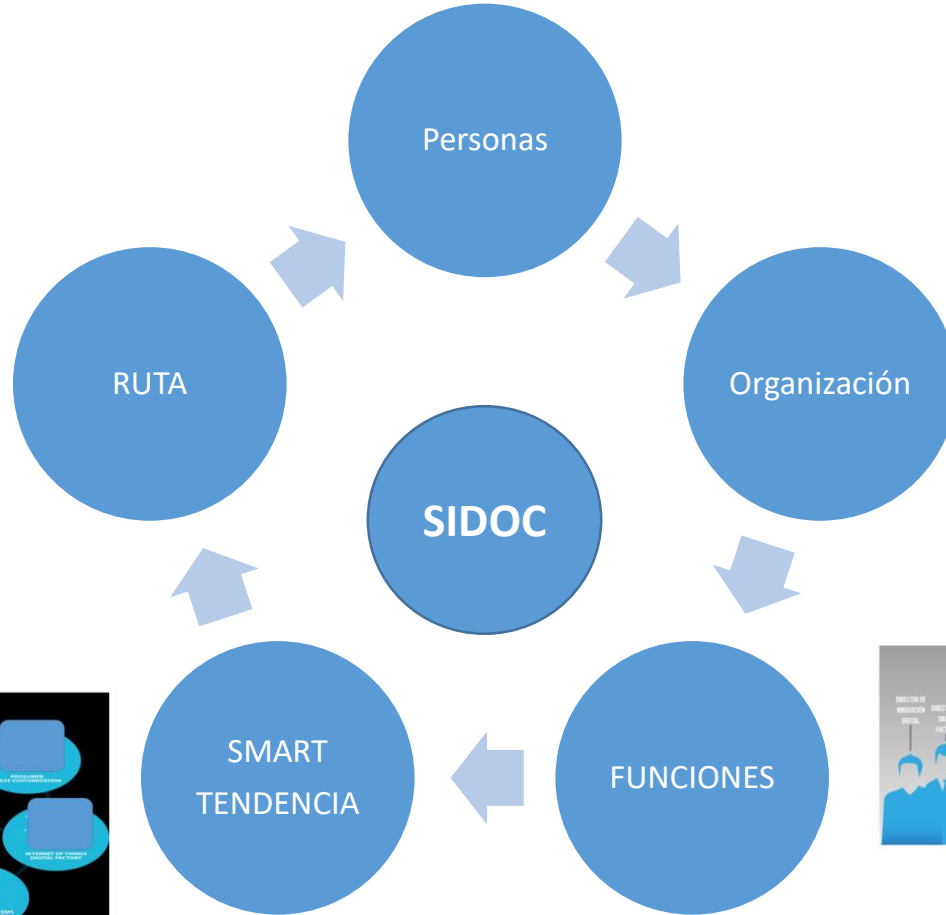 Personas
RUTA
Organización
SIDOC
SMART
TENDENCIA
FUNCIONES
DIRECTOR DE
INNOVACIÓN
DIGITAL
PROSUMER
INTERNET OF THINGS
DIGITAL FACTORY